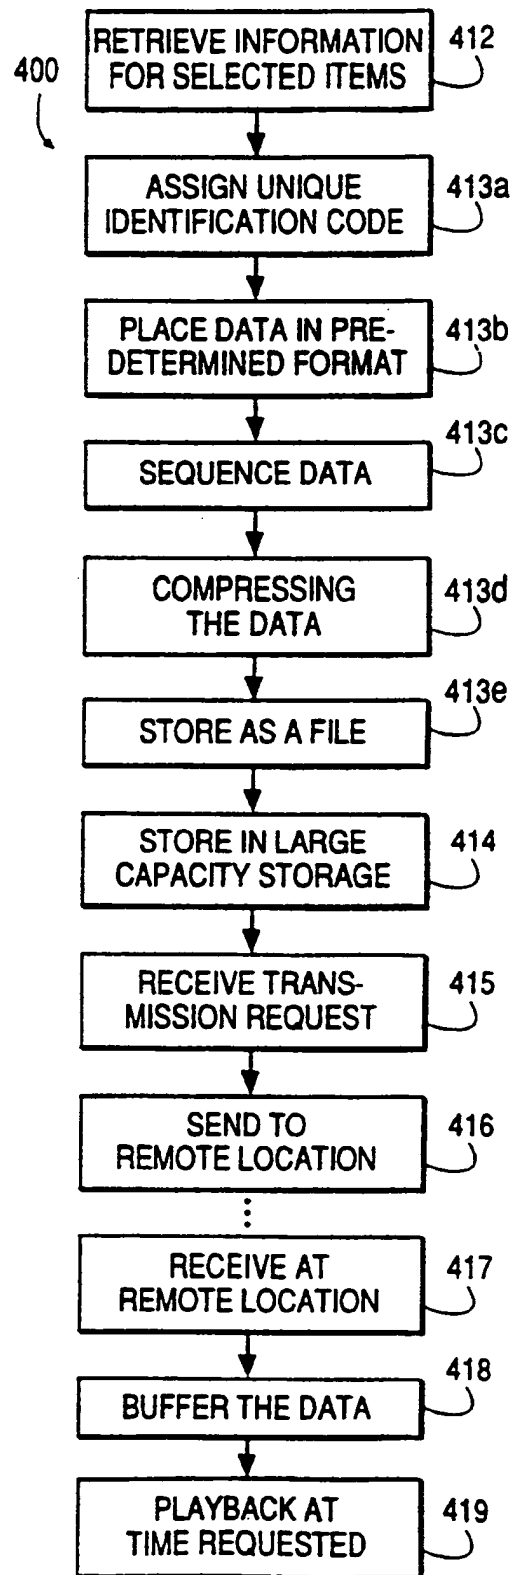 400
RETRIEVE INFORMATION
FOR SELECTED ITEMS
412
ASSIGN UNIQUE
IDENTIFICATION CODE
413a
PLACE DATA IN PRE-
DETERMINED FORMAT
413b
SEQUENCE DATA
413c
COMPRESSING
THE DATA
413d
STORE AS A FILE
413e
STORE IN LARGE
CAPACITY STORAGE
414
RECEIVE TRANS-
MISSION REQUEST
415
SEND TO
REMOTE LOCATION
416
RECEIVE AT
REMOTE LOCATION
417
BUFFER THE DATA
418
PLAYBACK AT
TIME REQUESTED
419